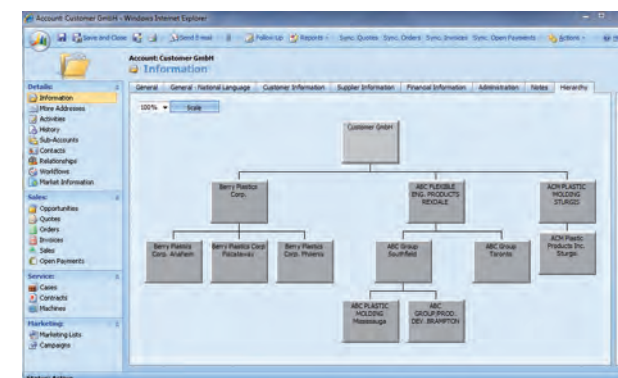 Account: Customer GmbH - Windows Internet Explorer
Save and Close
Send E-mail
Follow Up
Reports
Sync. Quotes
Sync. Orders
Sync. Invoices
Sync. Open Payments
Actions
Account: Customer GmbH
Information
Details:
Information
More Addresses
Activities
History
Sub-Accounts
Contacts
Relationships
Workflows
Market Information
Sales:
Opportunities
Quotes
Orders
Invoices
Sales
Open Payments
Service:
Cases
Contracts
Machines
Marketing:
Marketing Lists
Campaigns
General
General - National Language
Customer Information
Supplier Information
Financial Information
Administration
Notes
Hierarchy
100%
Scale
Customer GmbH
Berry Plastics
Corp.
ABC FLEXIBLE
ENG. PRODUCTS
REXDALE
ACM PLASTIC
MOLDING
STURGIS
Berry Plastics
Corp. Anaheim
Berry Plastics Corp
Piscataway
Berry Plastics
Corp. Phoenix
ABC Group
Southfield
ABC Group
Toronto
ACM Plastic
Products Inc.
Sturgis
ABC PLASTIC
MOLDING
Mississauga
ABC
GROUP/PROD.
DEV. BRAMPTON